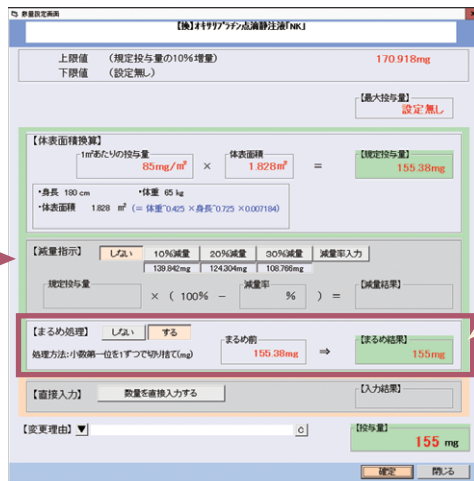 数量設定画面
【後】オキサリプラチン点滴静注液「NK」
上限値 (規定投与量の10%増量) 170.918mg
下限値 (設定無し)
【最大投与量】
設定無し
【体表面積換算】
1㎡あたりの投与量 体表面積 【規定投与量】
85mg/㎡ × 1.828㎡ = 155.38mg
・身長 180 cm ・体重 65 kg
・体表面積 1.828 ㎡ (= 体重^0.425 ×身長^0.725 ×0.007184)
【減量指示】 しない 10%減量 20%減量 30%減量 減量率入力
139.842mg 124.304mg 108.766mg
規定投与量 減量率 【減量結果】
× ( 100% − % ) =
【まるめ処理】 しない する まるめ前 【まるめ結果】
処理方法:小数第一位を1ずつで切り捨て(mg) 155.38mg ⇒ 155mg
【直接入力】 数量を直接入力する 【入力結果】
【変更理由】▼ C 【投与量】
155 mg
確定 閉じる